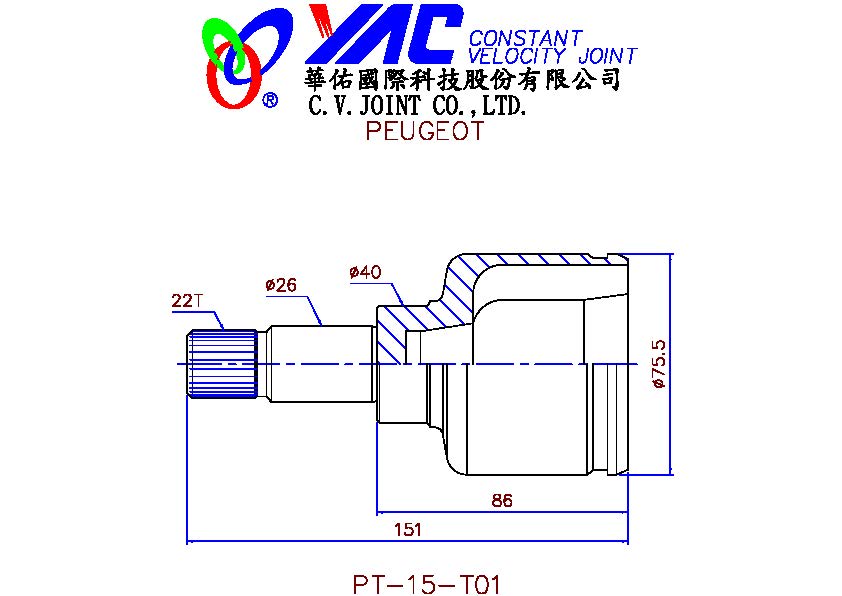 YAC CONSTANT
VELOCITY JOINT
®
華佑國際科技股份有限公司
C.V.JOINT CO.,LTD.
PEUGEOT
22T
ø26
ø40
ø75.5
86
151
PT-15-T01